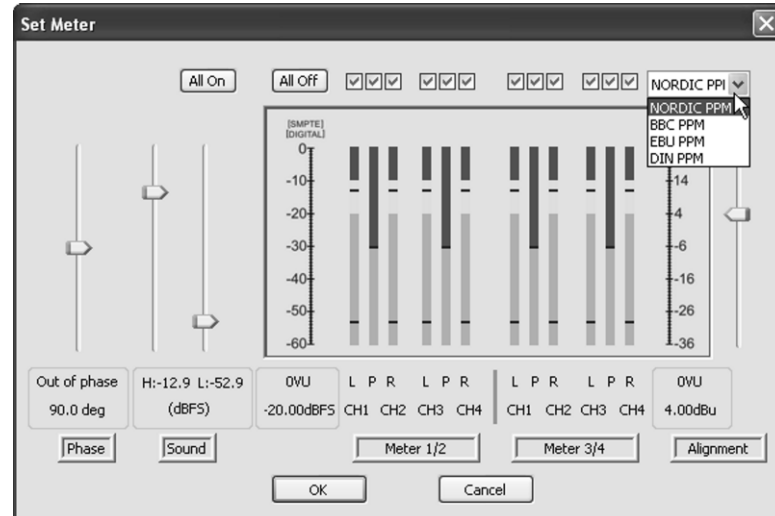 Set Meter
All On
All Off
NORDIC PPI
NORDIC PPM
BBC PPM
EBU PPM
DIN PPM
[SMPTE]
[DIGITAL]
0
-10
-20
-30
-40
-50
-60
14
4
-6
-16
-26
-36
Out of phase
90.0 deg
H:-12.9 L:-52.9
(dBFS)
0VU
-20.00dBFS
L P R L P R
CH1 CH2 CH3 CH4
L P R L P R
CH1 CH2 CH3 CH4
0VU
4.00dBu
Phase
Sound
Meter 1/2
Meter 3/4
Alignment
OK
Cancel